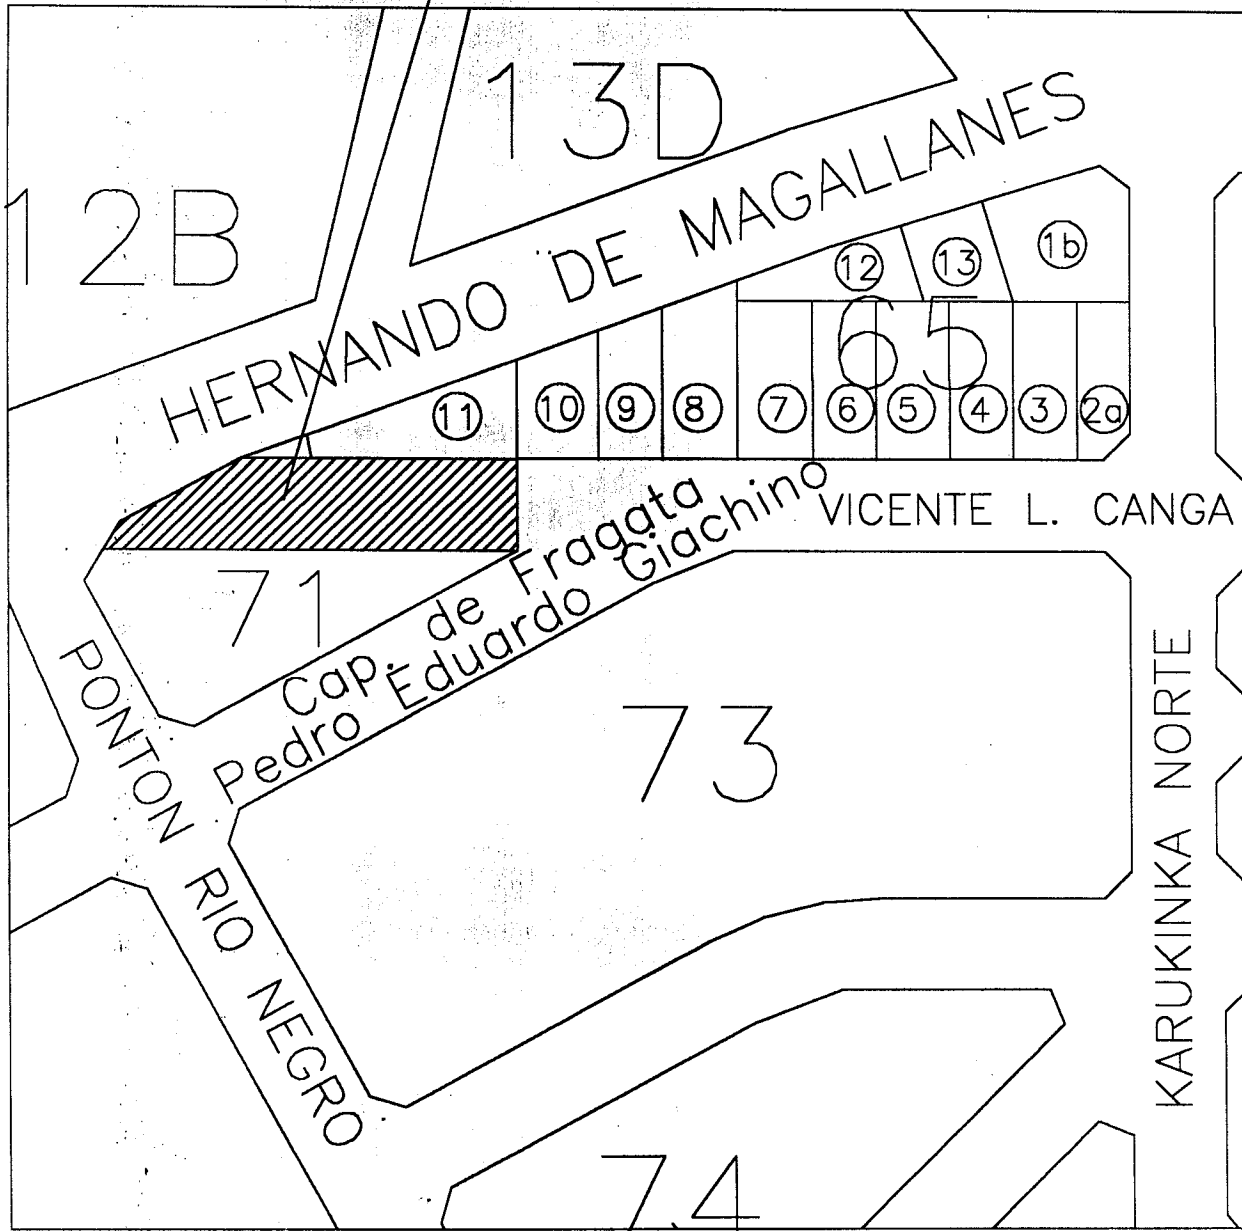 13D
12B
HERNANDO DE MAGALLANES
12
13
1b
65
11
10
9
8
7
6
5
4
3
2a
VICENTE L. CANGA
71
Cap. de Fragata
Pedro Eduardo Giachino
73
PONTON RIO NEGRO
KARUKINKA NORTE
74